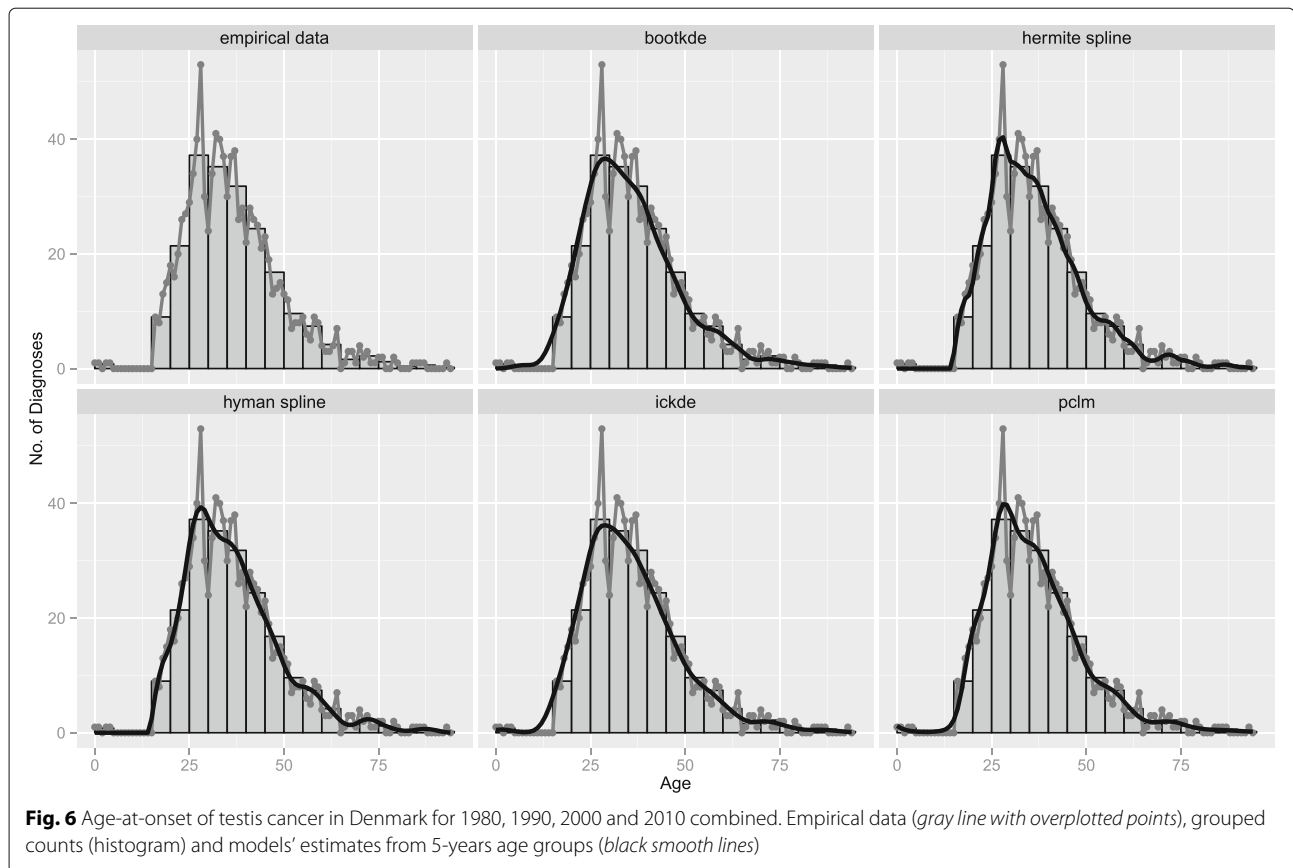 empirical data
bootkde
hermite spline
40
20
0
hyman spline
ickde
pclm
40
20
0
No. of Diagnoses
0 25 50 75
0 25 50 75
0 25 50 75
Age
Fig. 6 Age-at-onset of testis cancer in Denmark for 1980, 1990, 2000 and 2010 combined. Empirical data (gray line with overplotted points), grouped
counts (histogram) and models’ estimates from 5-years age groups (black smooth lines)